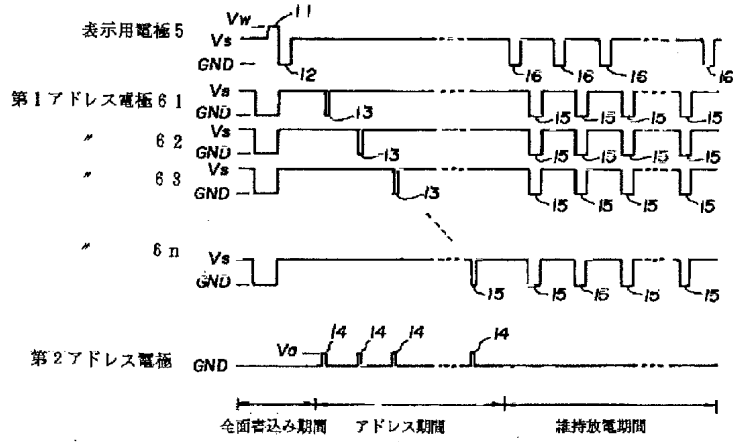 Vw 11
表示用電極5 Vs
GND 12 16 16 16 16
第1アドレス電極61 Vs
GND 13 15 15 15 15
〃 62 Vs
GND 13 15 15 15 15
〃 63 Vs
GND 13 15 15 15 15
〃 6n Vs
GND 15 15 15 15 15
Va 14 14 14 14
第2アドレス電極 GND
全面書込み期間 アドレス期間 維持放電期間